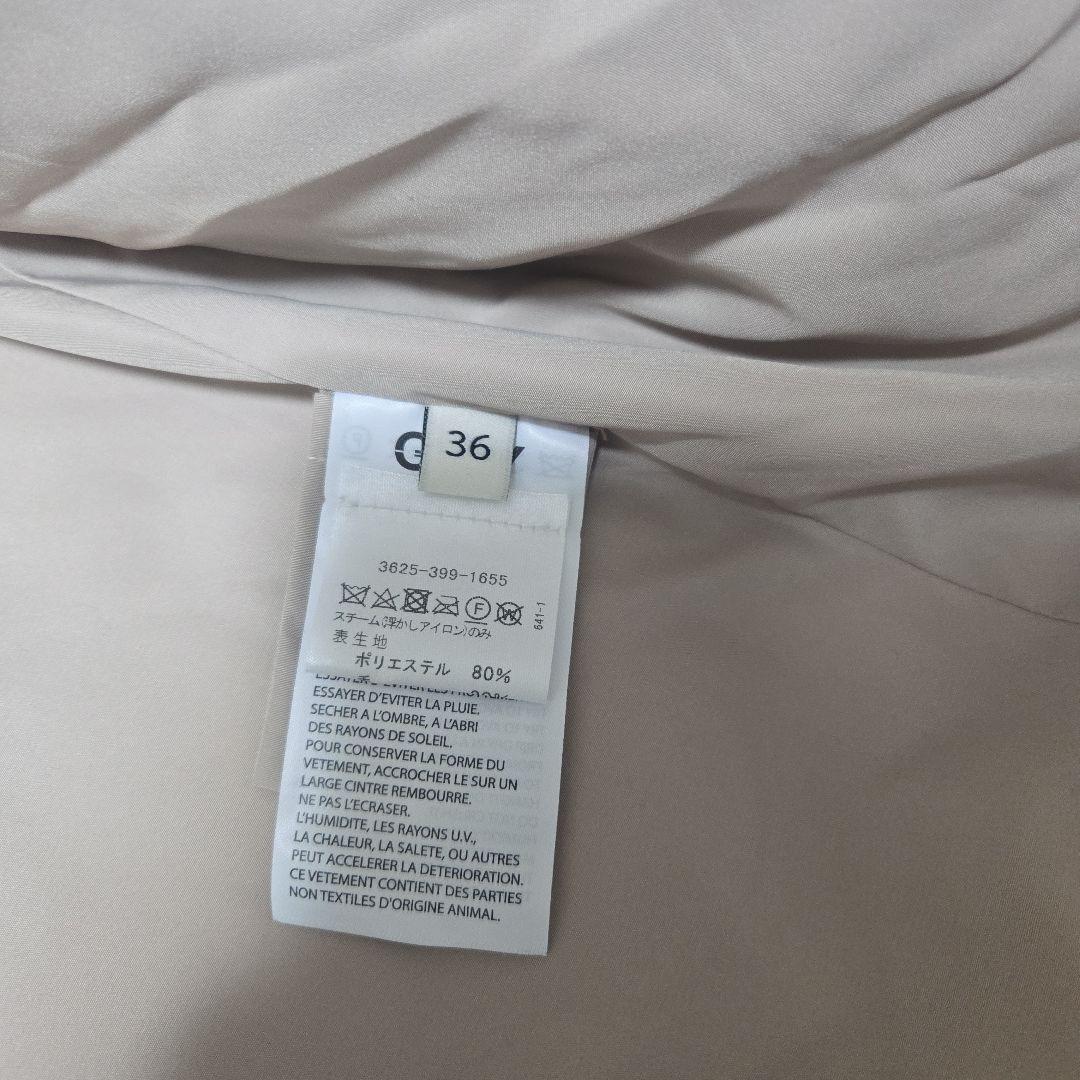 36
3625-399-1655
F
W
641-1
スチーム(浮かしアイロン)のみ
表生地
ポリエステル 80%
ESSAYER D'EVITER LA PLUIE,
SECHER A L'OMBRE, A L'ABRI
DES RAYONS DE SOLEIL.
POUR CONSERVER LA FORME DU
VETEMENT, ACCROCHER LE SUR UN
LARGE CINTRE REMBOURRE.
NE PAS L'ECRASER.
L'HUMIDITE, LES RAYONS U.V.,
LA CHALEUR, LA SALETE, OU AUTRES
PEUT ACCELERER LA DETERIORATION.
CE VETEMENT CONTIENT DES PARTIES
NON TEXTILES D'ORIGINE ANIMAL.